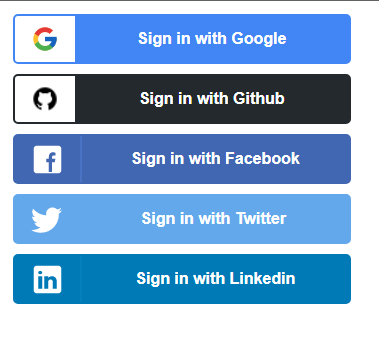 Sign in with Google
Sign in with Github
Sign in with Facebook
Sign in with Twitter
in Sign in with Linkedin